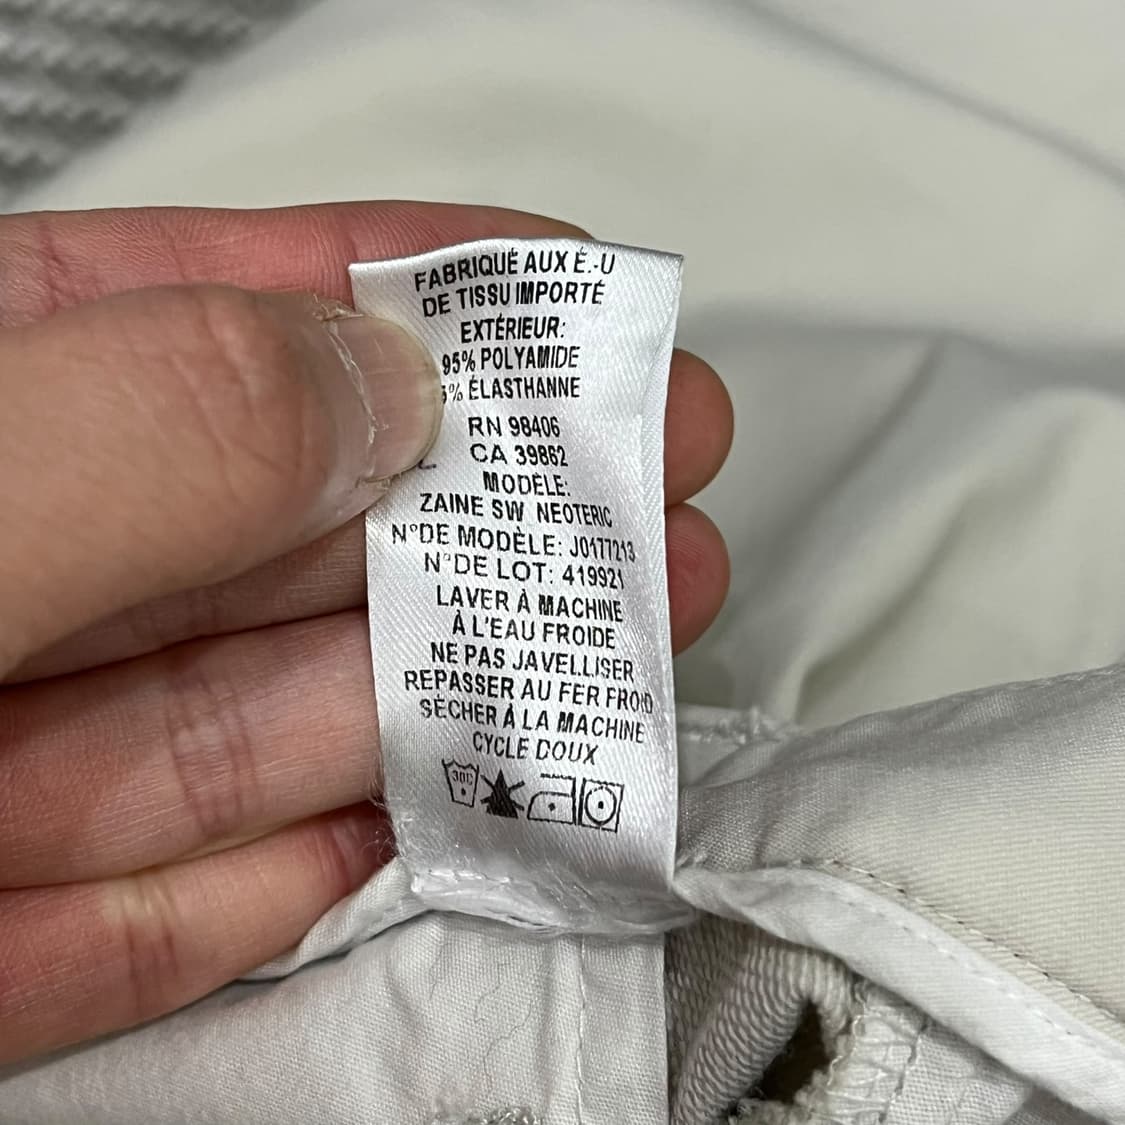 FABRIQUÉ AUX É.-U
DE TISSU IMPORTÉ
EXTÉRIEUR:
95% POLYAMIDE
5% ÉLASTHANNE
RN 98406
CA 39862
MODÈLE:
ZAINE SW NEOTERIC
N°DE MODÈLE: J0177213
N°DE LOT: 419921
LAVER À MACHINE
À L'EAU FROIDE
NE PAS JAVELLISER
REPASSER AU FER FROID
SÉCHER À LA MACHINE
CYCLE DOUX
30C